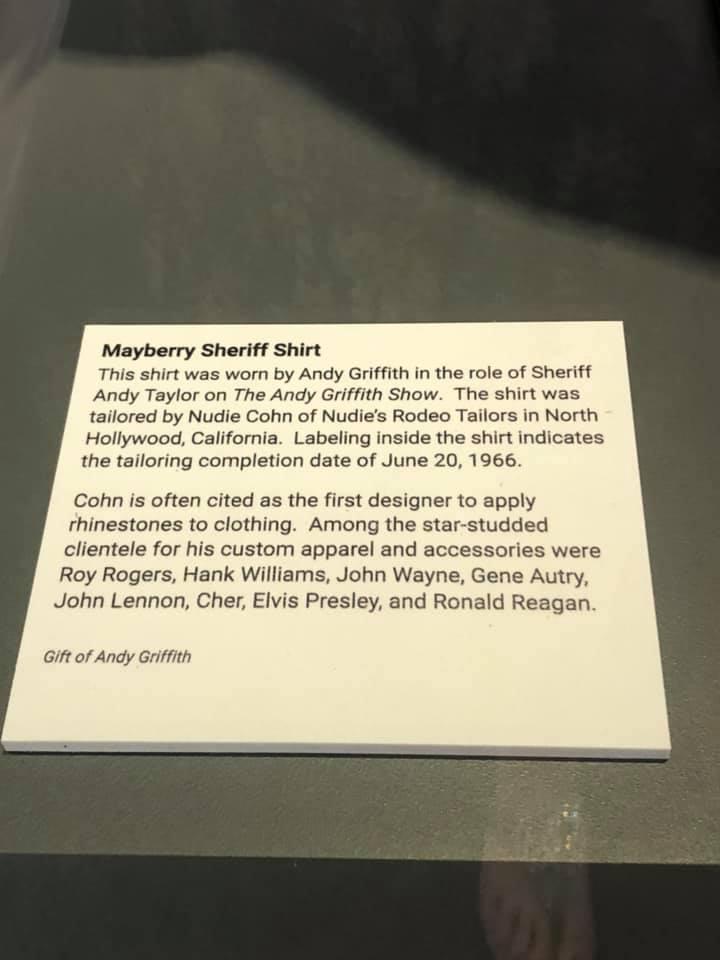 Mayberry Sheriff Shirt
This shirt was worn by Andy Griffith in the role of Sheriff
Andy Taylor on The Andy Griffith Show. The shirt was
tailored by Nudie Cohn of Nudie's Rodeo Tailors in North
Hollywood, California. Labeling inside the shirt indicates
the tailoring completion date of June 20, 1966.
Cohn is often cited as the first designer to apply
rhinestones to clothing. Among the star-studded
clientele for his custom apparel and accessories were
Roy Rogers, Hank Williams, John Wayne, Gene Autry,
John Lennon, Cher, Elvis Presley, and Ronald Reagan.
Gift of Andy Griffith